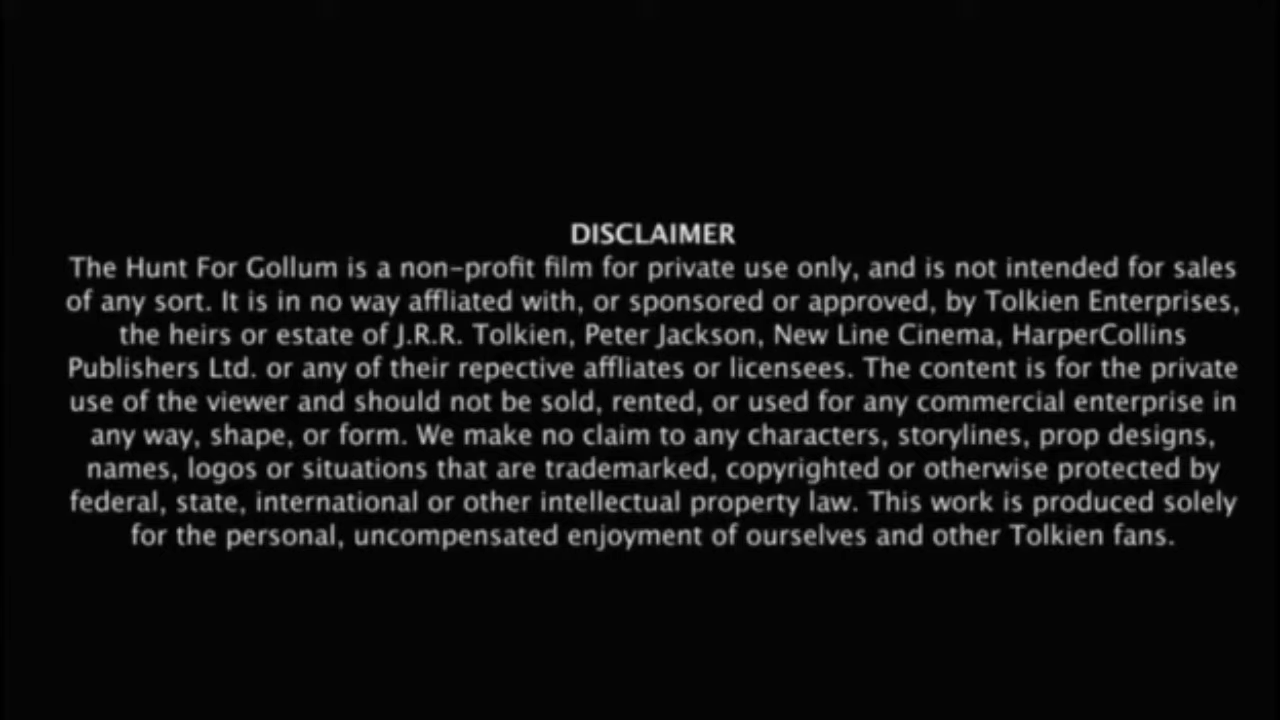 DISCLAIMER
The Hunt For Gollum is a non-profit film for private use only, and is not intended for sales
of any sort. It is in no way affliated with, or sponsored or approved, by Tolkien Enterprises,
the heirs or estate of J.R.R. Tolkien, Peter Jackson, New Line Cinema, HarperCollins
Publishers Ltd. or any of their repective affliates or licensees. The content is for the private
use of the viewer and should not be sold, rented, or used for any commercial enterprise in
any way, shape, or form. We make no claim to any characters, storylines, prop designs,
names, logos or situations that are trademarked, copyrighted or otherwise protected by
federal, state, international or other intellectual property law. This work is produced solely
for the personal, uncompensated enjoyment of ourselves and other Tolkien fans.